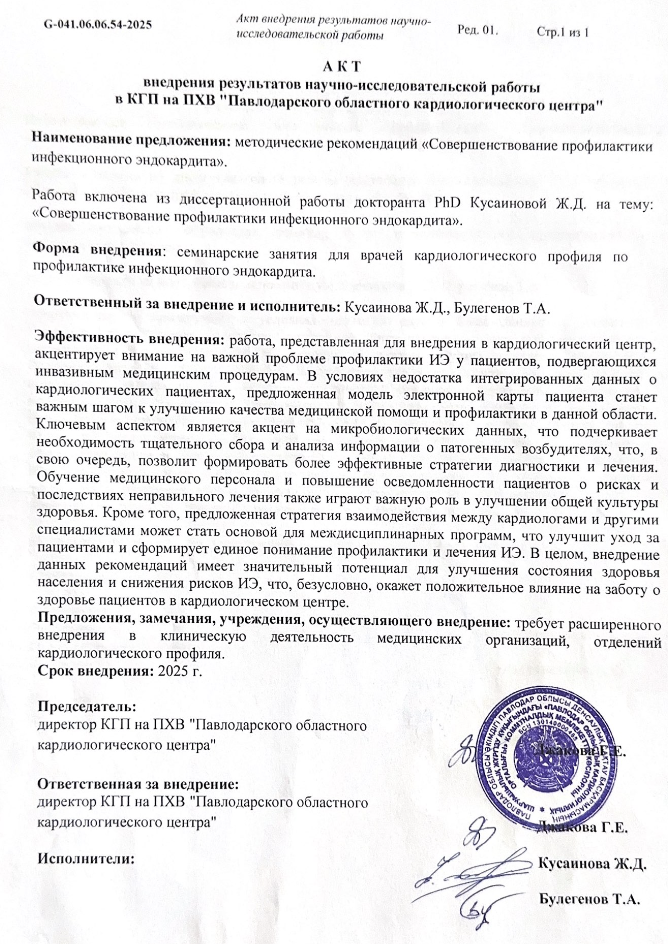 G-041.06.06.54-2025
Акт внедрения результатов научно-
исследовательской работы
Ред. 01.
Стр.1 из 1
А К Т
внедрения результатов научно-исследовательской работы
в КГП на ПХВ "Павлодарского областного кардиологического центра"
Наименование предложения: методические рекомендаций «Совершенствование профилактики
инфекционного эндокардита».
Работа включена из диссертационной работы докторанта PhD Кусаиновой Ж.Д. на тему:
«Совершенствование профилактики инфекционного эндокардита».
Форма внедрения: семинарские занятия для врачей кардиологического профиля по
профилактике инфекционного эндокардита.
Ответственный за внедрение и исполнитель: Кусаинова Ж.Д., Булегенов Т.А.
Эффективность внедрения: работа, представленная для внедрения в кардиологический центр,
акцентирует внимание на важной проблеме профилактики ИЭ у пациентов, подвергающихся
инвазивным медицинским процедурам. В условиях недостатка интегрированных данных о
кардиологических пациентах, предложенная модель электронной карты пациента станет
важным шагом к улучшению качества медицинской помощи и профилактики в данной области.
Ключевым аспектом является акцент на микробиологических данных, что подчеркивает
необходимость тщательного сбора и анализа информации о патогенных возбудителях, что, в
свою очередь, позволит формировать более эффективные стратегии диагностики и лечения.
Обучение медицинского персонала и повышение осведомленности пациентов о рисках и
последствиях неправильного лечения также играют важную роль в улучшении общей культуры
здоровья. Кроме того, предложенная стратегия взаимодействия между кардиологами и другими
специалистами может стать основой для междисциплинарных программ, что улучшит уход за
пациентами и сформирует единое понимание профилактики и лечения ИЭ. В целом, внедрение
данных рекомендаций имеет значительный потенциал для улучшения состояния здоровья
населения и снижения рисков ИЭ, что, безусловно, окажет положительное влияние на заботу о
здоровье пациентов в кардиологическом центре.
Предложения, замечания, учреждения, осуществляющего внедрение: требует расширенного
внедрения в клиническую деятельность медицинских организаций, отделений
кардиологического профиля.
Срок внедрения: 2025 г.
Председатель:
директор КГП на ПХВ "Павлодарского областного
кардиологического центра"
Джакова Г.Е.
Ответственная за внедрение:
директор КГП на ПХВ "Павлодарского областного
кардиологического центра"
Джакова Г.Е.
Исполнители:
Кусаинова Ж.Д.
Булегенов Т.А.